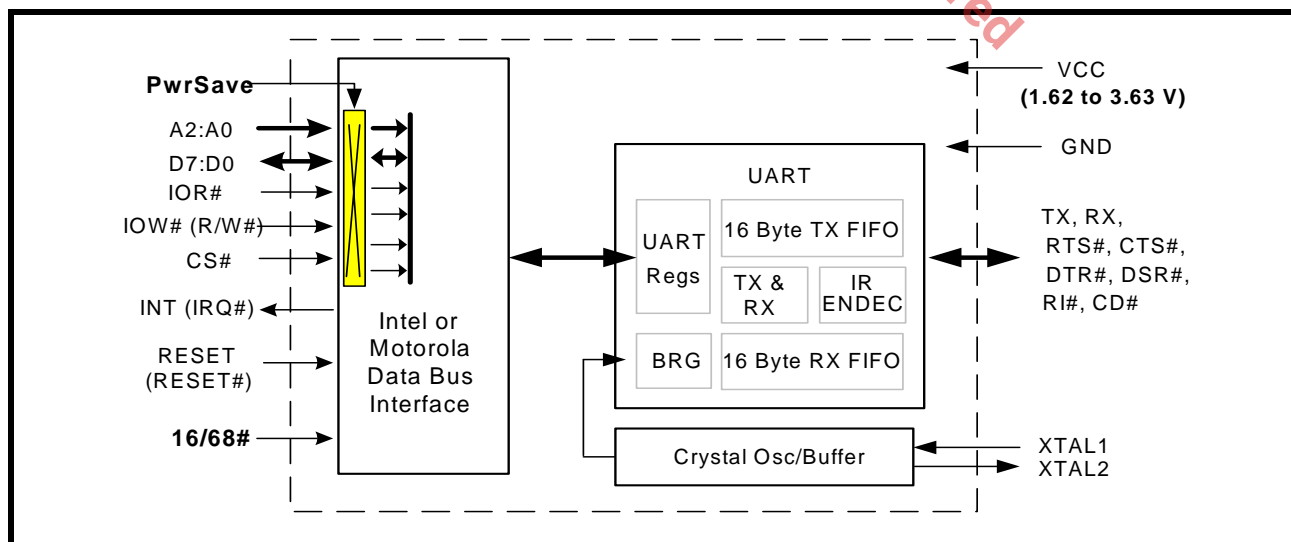 PwrSave
A2:A0
D7:D0
IOR#
IOW# (R/W#)
CS#
INT (IRQ#)
RESET
(RESET#)
16/68#
Intel or
Motorola
Data Bus
Interface
UART
UART
Regs
16 Byte TX FIFO
TX &
RX
IR
ENDEC
BRG
16 Byte RX FIFO
Crystal Osc/Buffer
VCC
(1.62 to 3.63 V)
GND
TX, RX,
RTS#, CTS#,
DTR#, DSR#,
RI#, CD#
XTAL1
XTAL2